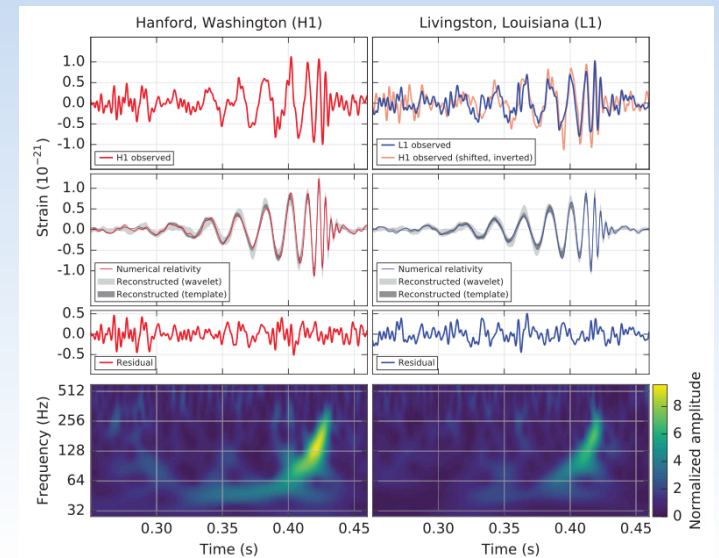 Hanford, Washington (H1) Livingston, Louisiana (L1)
1.0
0.5
0.0
-0.5
-1.0
H1 observed
L1 observed
H1 observed (shifted, inverted)
Strain (10⁻²¹)
1.0
0.5
0.0
-0.5
-1.0
Numerical relativity
Reconstructed (wavelet)
Reconstructed (template)
Numerical relativity
Reconstructed (wavelet)
Reconstructed (template)
0.5
0.0
-0.5
Residual
Residual
Frequency (Hz)
512
256
128
64
32
8
6
4
2
0
Normalized amplitude
0.30 0.35 0.40 0.45 0.30 0.35 0.40 0.45
Time (s) Time (s)